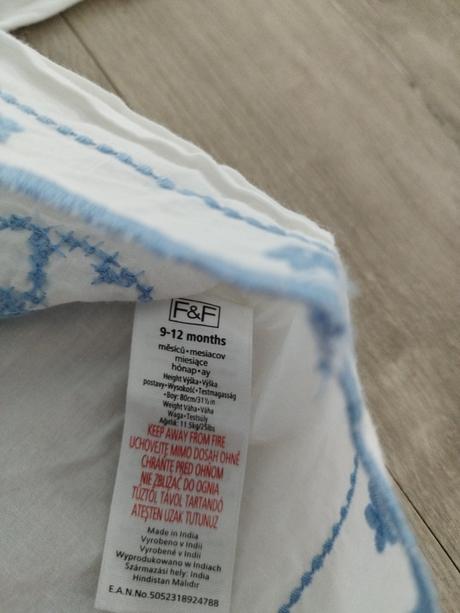 F&F
9-12 months
měsíců•mesiacov
miesiące
hónap•ay
Height Výška•Výška
postavy•Wysokość•Testmagasság
•Boy: 80cm/31½in
Weight Váha•Váha
Waga•Testsúly
Ağırlık: 11.5kg/25lbs
KEEP AWAY FROM FIRE
UCHOVEJTE MIMO DOSAH OHNĚ
CHRÁŇTE PRED OHŇOM
NIE ZBLIŻAĆ DO OGNIA
TŰZTŐL TÁVOL TARTANDÓ
ATEŞTEN UZAK TUTUNUZ
Made in India
Vyrobeno v Indii
Vyrobené v Indii
Wyprodukowano w Indiach
Származási hely: India
Hindistan Malıdır
E.A.N.No.5052318924788